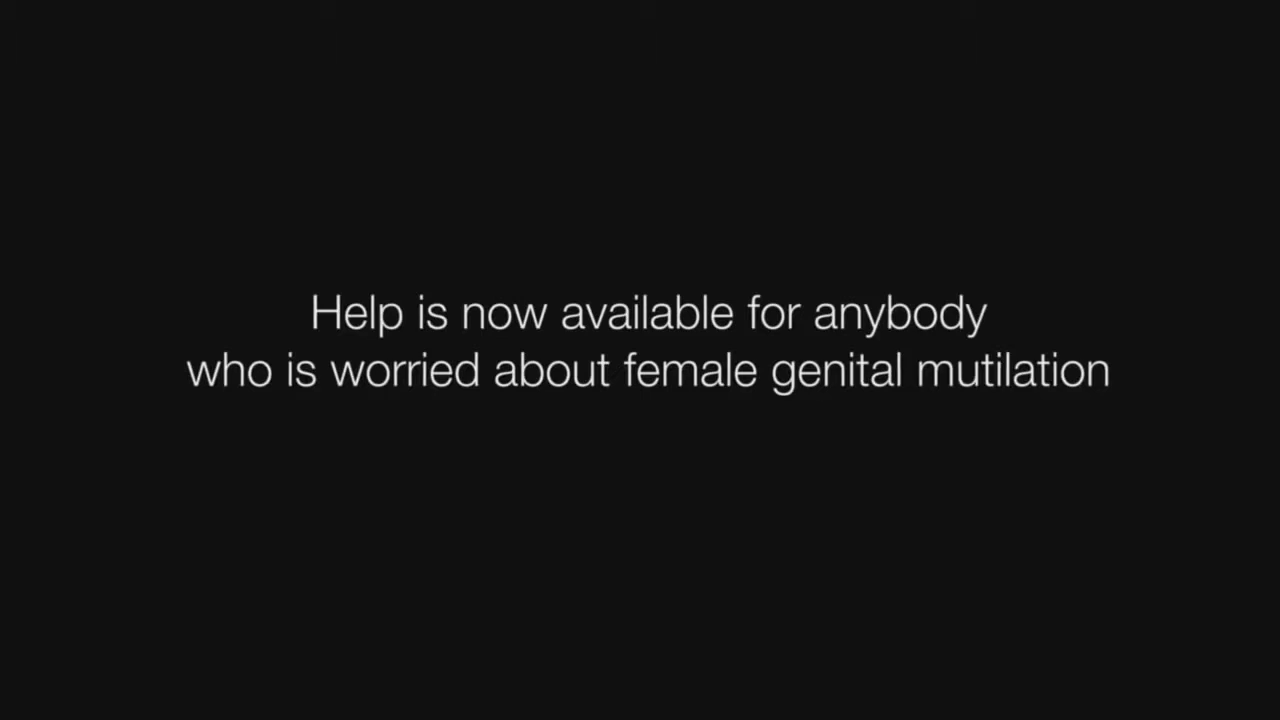 Help is now available for anybody
who is worried about female genital mutilation